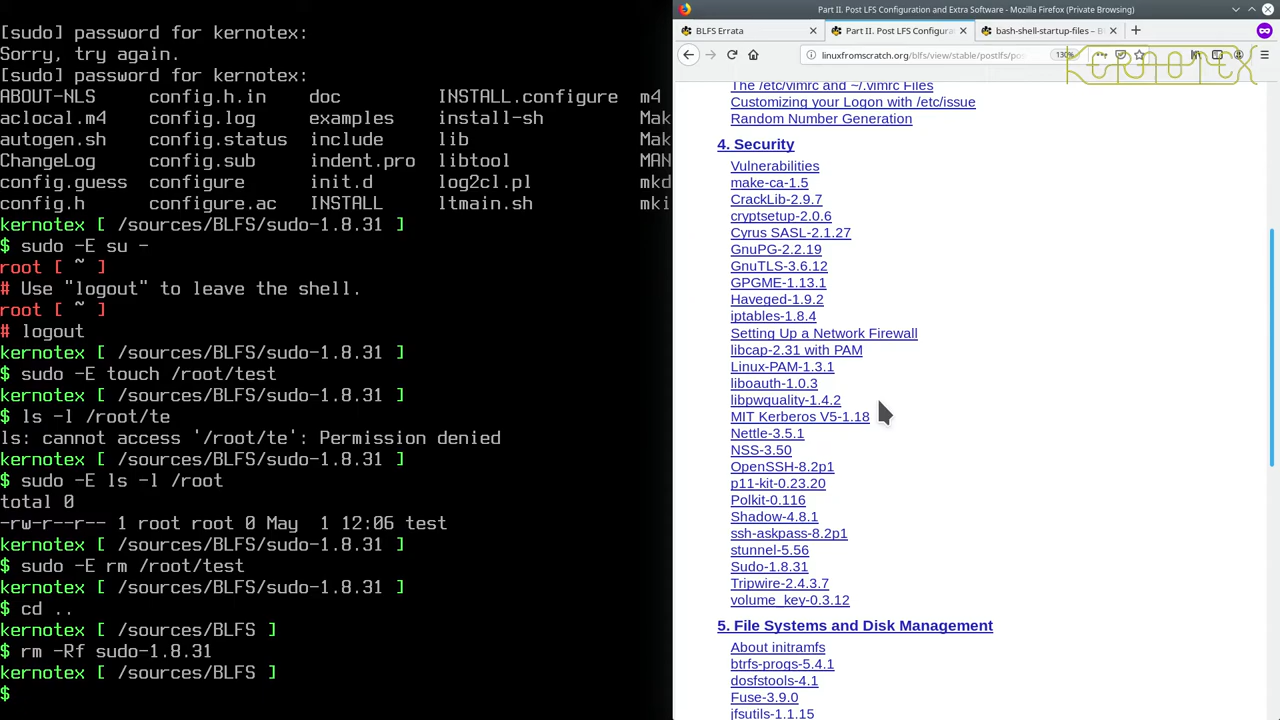 [sudo] password for kernotex:
Sorry, try again.
[sudo] password for kernotex:
ABOUT-NLS config.h.in doc INSTALL.configure m4
aclocal.m4 config.log examples install-sh Mak
autogen.sh config.status include lib Mak
ChangeLog config.sub indent.pro libtool MAN
config.guess configure init.d log2cl.pl mkd
config.h configure.ac INSTALL ltmain.sh mki
kernotex [ /sources/BLFS/sudo-1.8.31 ]
$ sudo -E su -
root [ ~ ]
# Use "logout" to leave the shell.
root [ ~ ]
# logout
kernotex [ /sources/BLFS/sudo-1.8.31 ]
$ sudo -E touch /root/test
kernotex [ /sources/BLFS/sudo-1.8.31 ]
$ ls -l /root/te
ls: cannot access '/root/te': Permission denied
kernotex [ /sources/BLFS/sudo-1.8.31 ]
$ sudo -E ls -l /root
total 0
-rw-r--r-- 1 root root 0 May  1 12:06 test
kernotex [ /sources/BLFS/sudo-1.8.31 ]
$ sudo -E rm /root/test
kernotex [ /sources/BLFS/sudo-1.8.31 ]
$ cd ..
kernotex [ /sources/BLFS ]
$ rm -Rf sudo-1.8.31
kernotex [ /sources/BLFS ]
$
Part II. Post LFS Configuration and Extra Software - Mozilla Firefox (Private Browsing)
BLFS Errata
Part II. Post LFS Configura
bash-shell-startup-files – B
linuxfromscratch.org/blfs/view/stable/postlfs/pos
130%
KERNOTEX
The /etc/vimrc and ~/.vimrc Files
Customizing your Logon with /etc/issue
Random Number Generation
4. Security
Vulnerabilities
make-ca-1.5
CrackLib-2.9.7
cryptsetup-2.0.6
Cyrus SASL-2.1.27
GnuPG-2.2.19
GnuTLS-3.6.12
GPGME-1.13.1
Haveged-1.9.2
iptables-1.8.4
Setting Up a Network Firewall
libcap-2.31 with PAM
Linux-PAM-1.3.1
liboauth-1.0.3
libpwquality-1.4.2
MIT Kerberos V5-1.18
Nettle-3.5.1
NSS-3.50
OpenSSH-8.2p1
p11-kit-0.23.20
Polkit-0.116
Shadow-4.8.1
ssh-askpass-8.2p1
stunnel-5.56
Sudo-1.8.31
Tripwire-2.4.3.7
volume_key-0.3.12
5. File Systems and Disk Management
About initramfs
btrfs-progs-5.4.1
dosfstools-4.1
Fuse-3.9.0
jfsutils-1.1.15